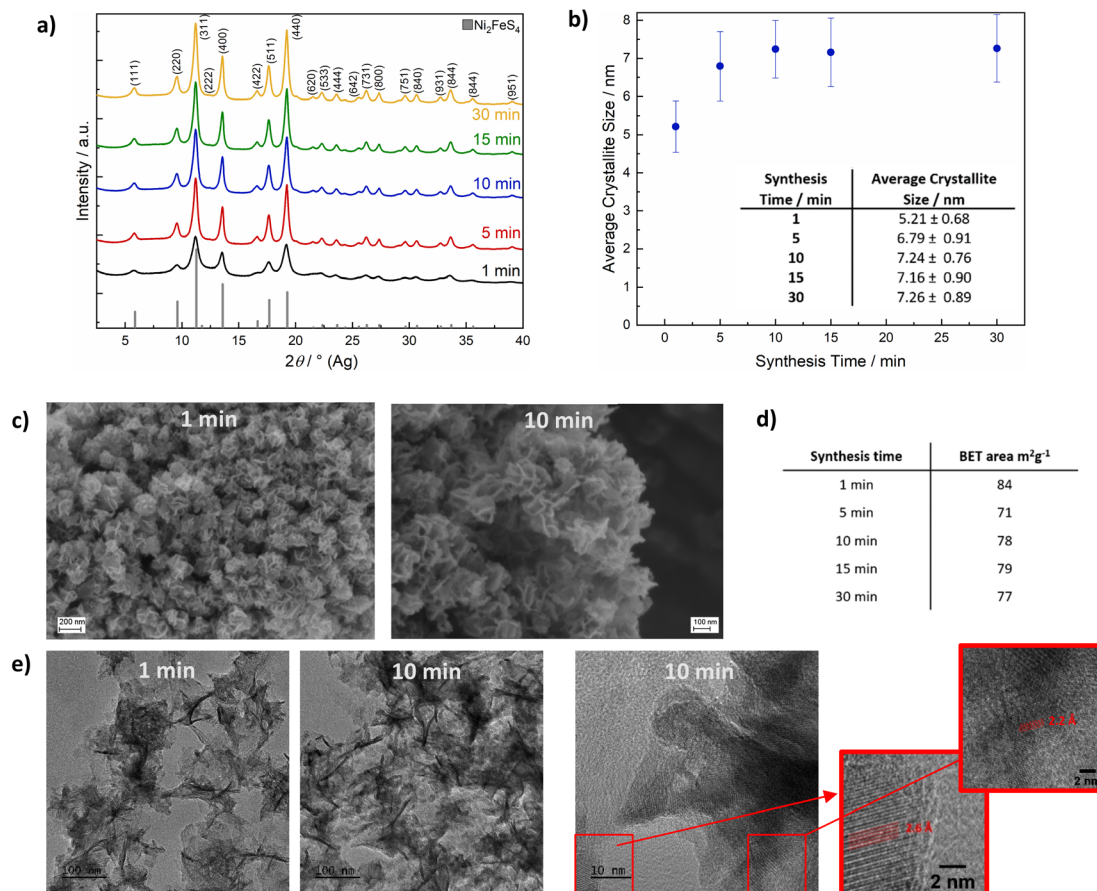 a)
Ni₂FeS₄
(111)
(220)
(311)
(222)
(400)
(422)
(511)
(440)
(620)
(533)
(444)
(642)
(731)
(800)
(751)
(840)
(931)
(844)
(844)
(951)
30 min
15 min
10 min
5 min
1 min
Intensity / a.u.
5 10 15 20 25 30 35 40
2θ / ° (Ag)
b)
8
7
6
5
4
3
2
1
0
Average Crystallite Size / nm
Synthesis Time / min Average Crystallite Size / nm
1 5.21 ± 0.68
5 6.79 ± 0.91
10 7.24 ± 0.76
15 7.16 ± 0.90
30 7.26 ± 0.89
0 5 10 15 20 25 30
Synthesis Time / min
c)
1 min
200 nm
10 min
100 nm
d)
Synthesis time BET area m²g⁻¹
1 min 84
5 min 71
10 min 78
15 min 79
30 min 77
e)
1 min
100 nm
10 min
100 nm
10 min
10 nm
2.6 Å
2 nm
2.2 Å
2 nm